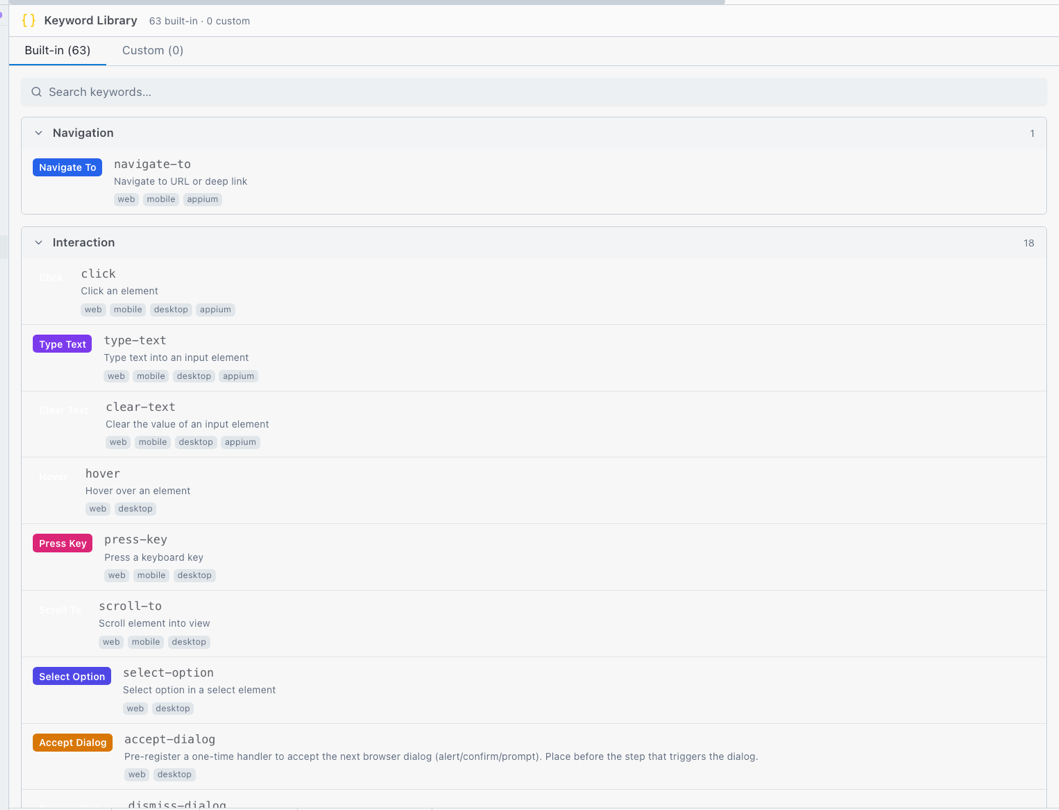 {} Keyword Library 63 built-in · 0 custom
Built-in (63) Custom (0)
Search keywords...
Navigation 1
Navigate To navigate-to
Navigate to URL or deep link
web mobile appium
Interaction 18
Click click
Click an element
web mobile desktop appium
Type Text type-text
Type text into an input element
web mobile desktop appium
Clear Text clear-text
Clear the value of an input element
web mobile desktop appium
Hover hover
Hover over an element
web desktop
Press Key press-key
Press a keyboard key
web mobile desktop
Scroll To scroll-to
Scroll element into view
web mobile desktop
Select Option select-option
Select option in a select element
web desktop
Accept Dialog accept-dialog
Pre-register a one-time handler to accept the next browser dialog (alert/confirm/prompt). Place before the step that triggers the dialog.
web desktop
dismiss-dialog